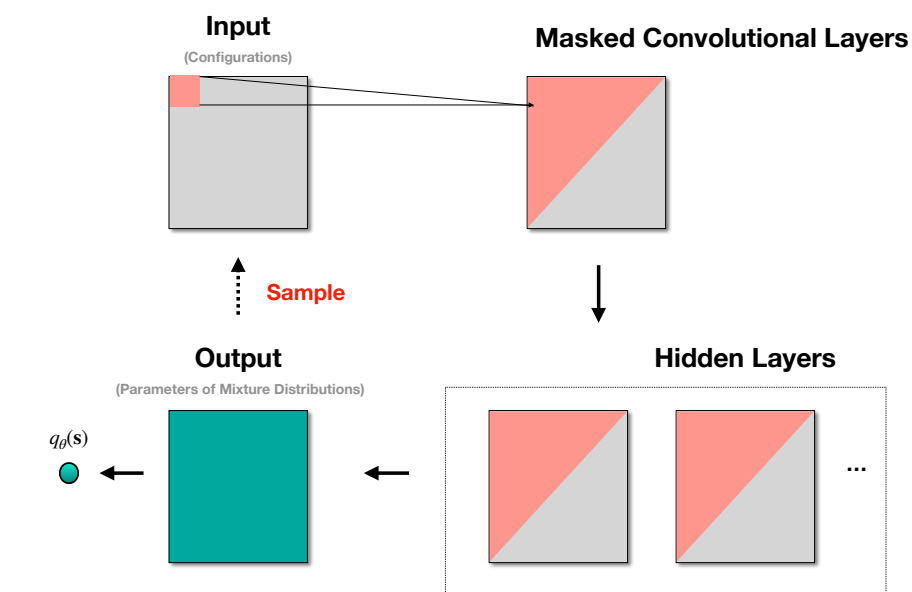 Input
(Configurations)
Masked Convolutional Layers
Sample
Output
(Parameters of Mixture Distributions)
Hidden Layers
qθ(s)
...